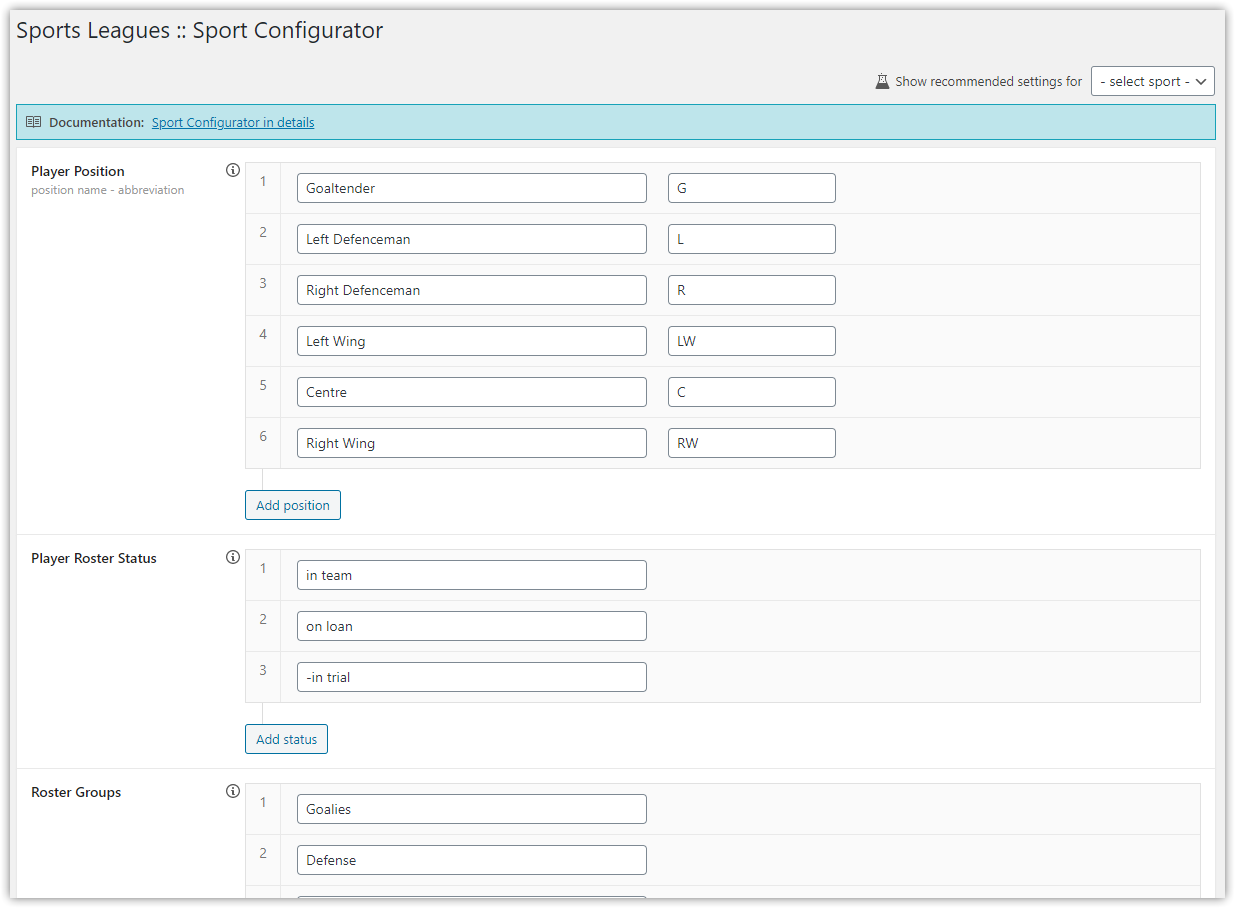 Sports Leagues :: Sport Configurator
Show recommended settings for - select sport -
Documentation: Sport Configurator in details
Player Position
position name - abbreviation
1 Goaltender G
2 Left Defenceman L
3 Right Defenceman R
4 Left Wing LW
5 Centre C
6 Right Wing RW
Add position
Player Roster Status
1 in team
2 on loan
3 -in trial
Add status
Roster Groups
1 Goalies
2 Defense